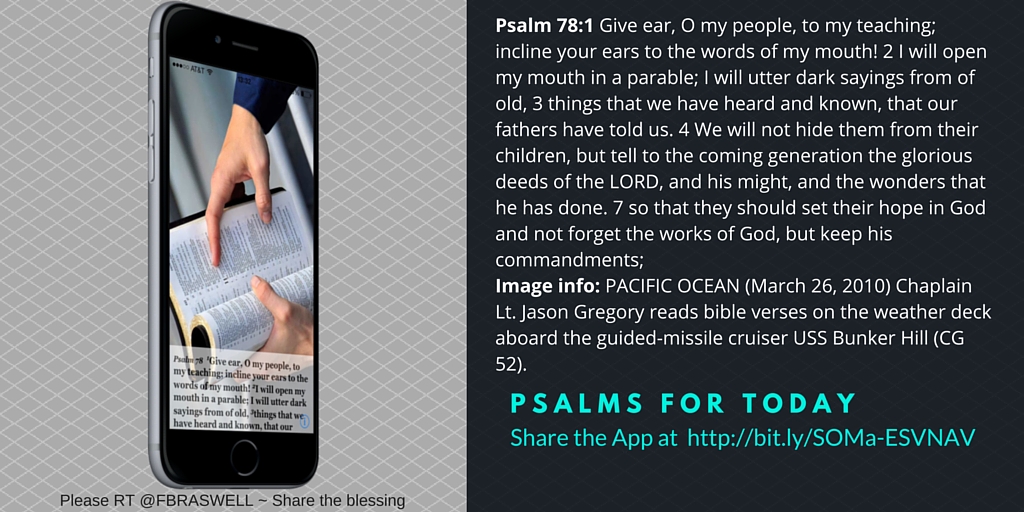 ●●●○○ AT&T
Psalm 78 ¹Give ear, O my people, to
my teaching; incline your ears to the
words of my mouth! ²I will open my
mouth in a parable; I will utter dark
sayings from of old, ³things that we
have heard and known, that our
Please RT @FBRASWELL ~ Share the blessing
Psalm 78:1 Give ear, O my people, to my teaching;
incline your ears to the words of my mouth! 2 I will open
my mouth in a parable; I will utter dark sayings from of
old, 3 things that we have heard and known, that our
fathers have told us. 4 We will not hide them from their
children, but tell to the coming generation the glorious
deeds of the LORD, and his might, and the wonders that
he has done. 7 so that they should set their hope in God
and not forget the works of God, but keep his
commandments;
Image info: PACIFIC OCEAN (March 26, 2010) Chaplain
Lt. Jason Gregory reads bible verses on the weather deck
aboard the guided-missile cruiser USS Bunker Hill (CG
52).
PSALMS FOR TODAY
Share the App at http://bit.ly/SOMa-ESVNAV